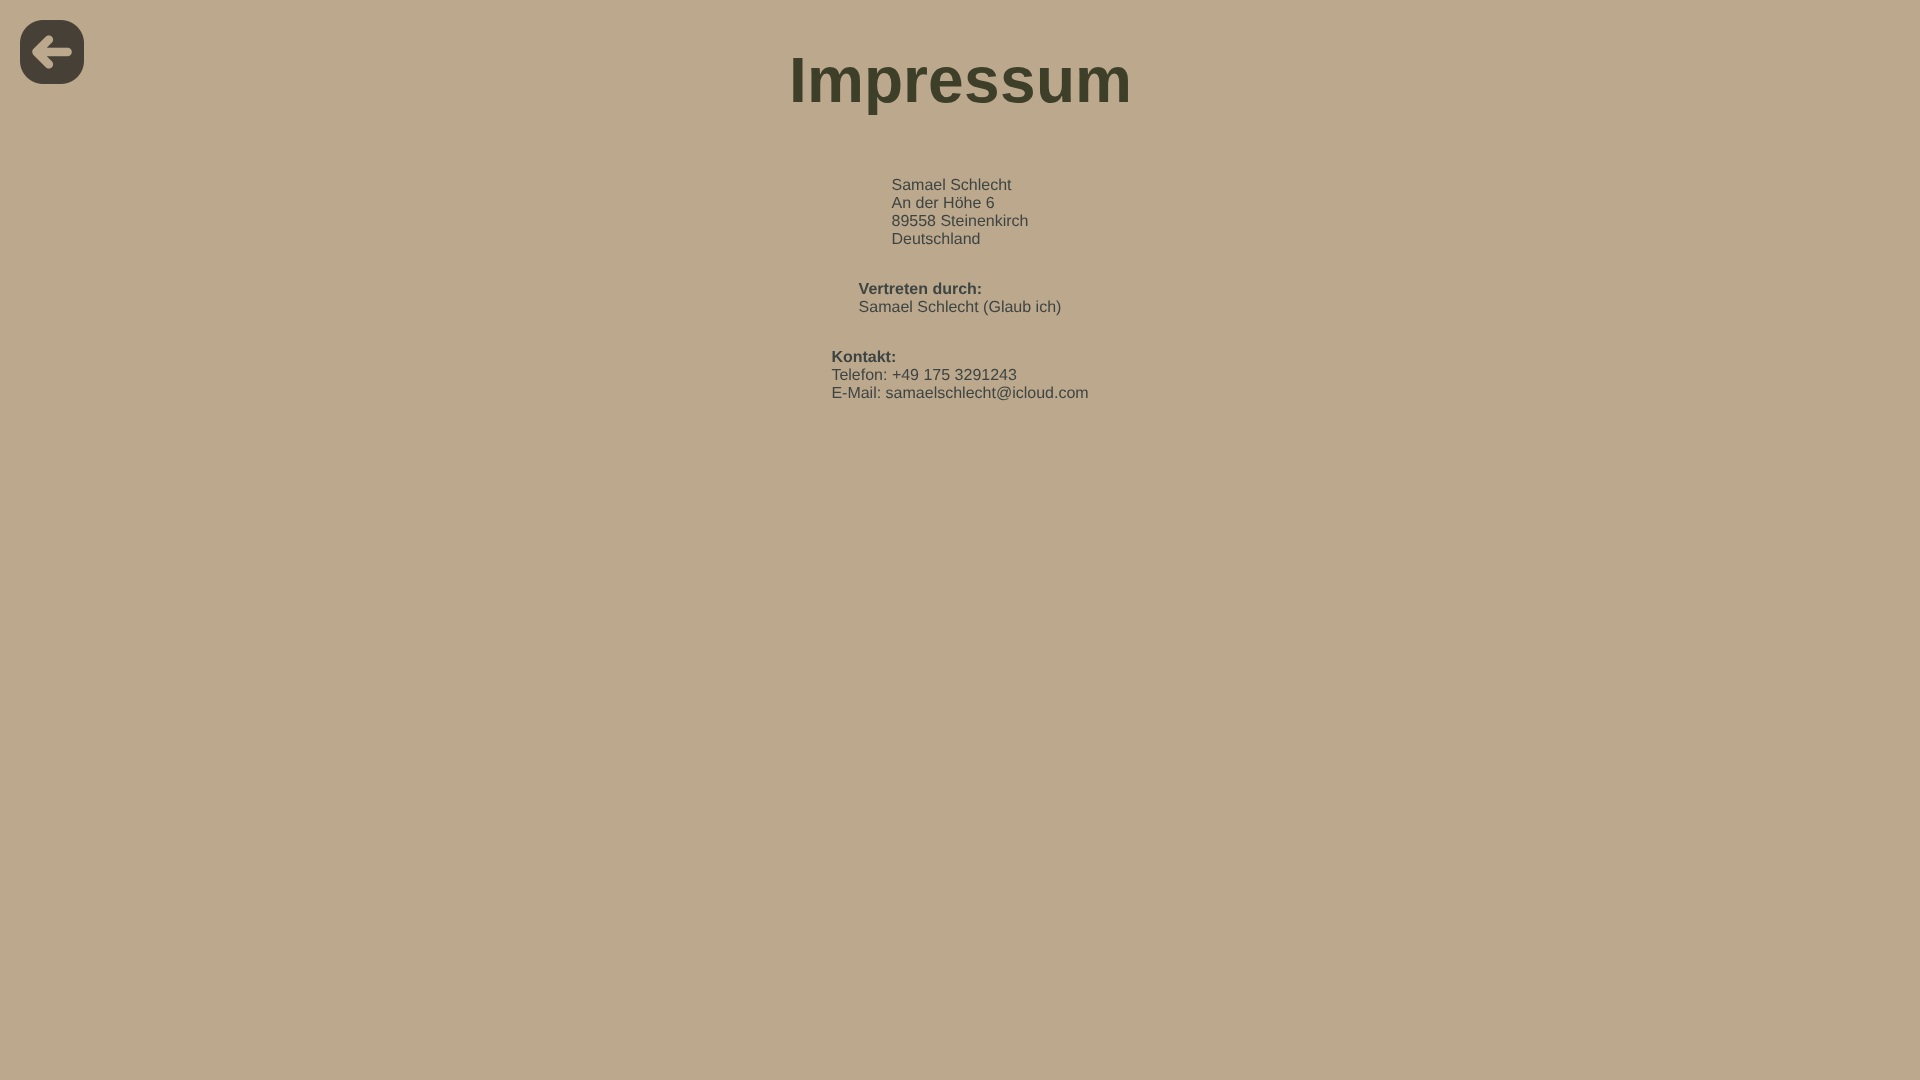 Impressum
Samael Schlecht
An der Höhe 6
89558 Steinenkirch
Deutschland
Vertreten durch:
Samael Schlecht (Glaub ich)
Kontakt:
Telefon: +49 175 3291243
E-Mail: samaelschlecht@icloud.com